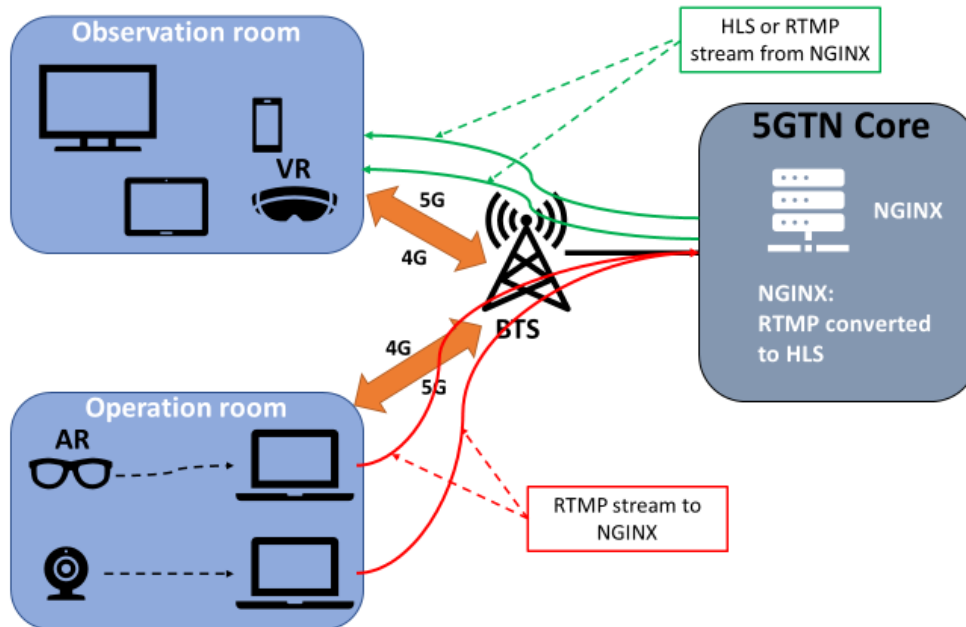 Observation room
VR
HLS or RTMP
stream from NGINX
5GTN Core
NGINX
NGINX:
RTMP converted
to HLS
5G
4G
BTS
4G
5G
Operation room
AR
RTMP stream to
NGINX